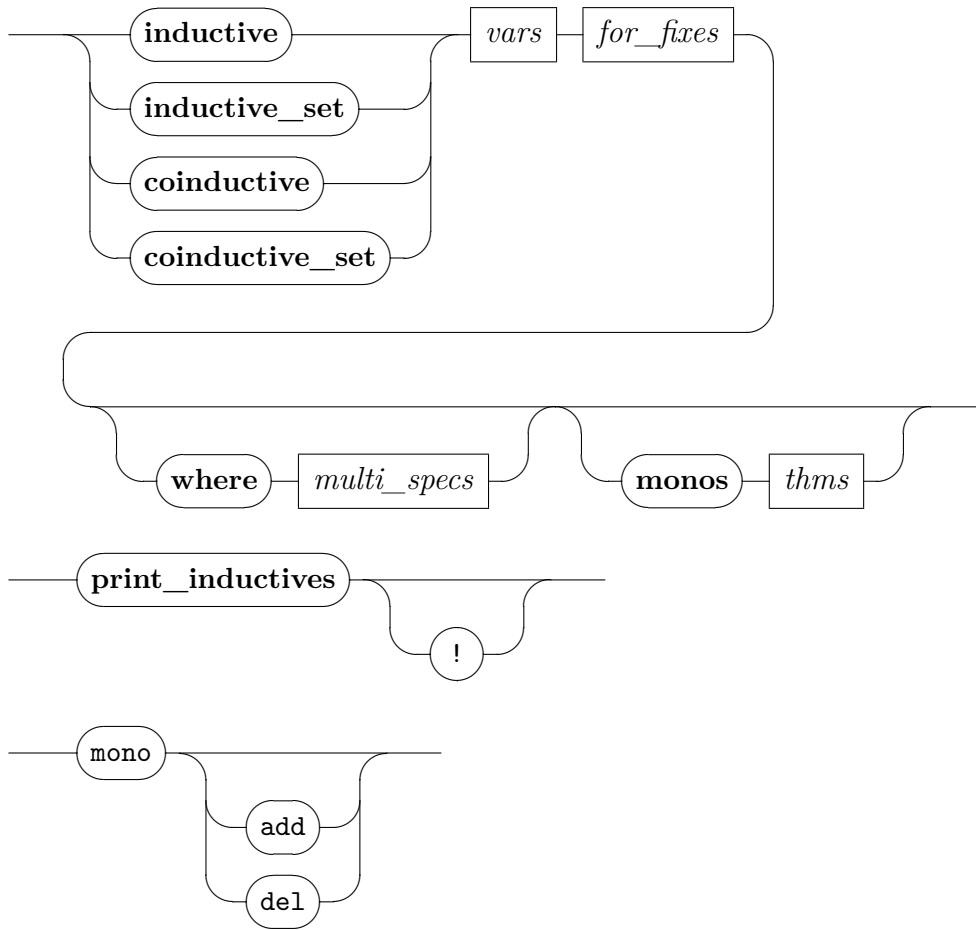 inductive vars for_fixes
inductive_set
coinductive
coinductive_set
where multi_specs monos thms
print_inductives
!
mono
add
del